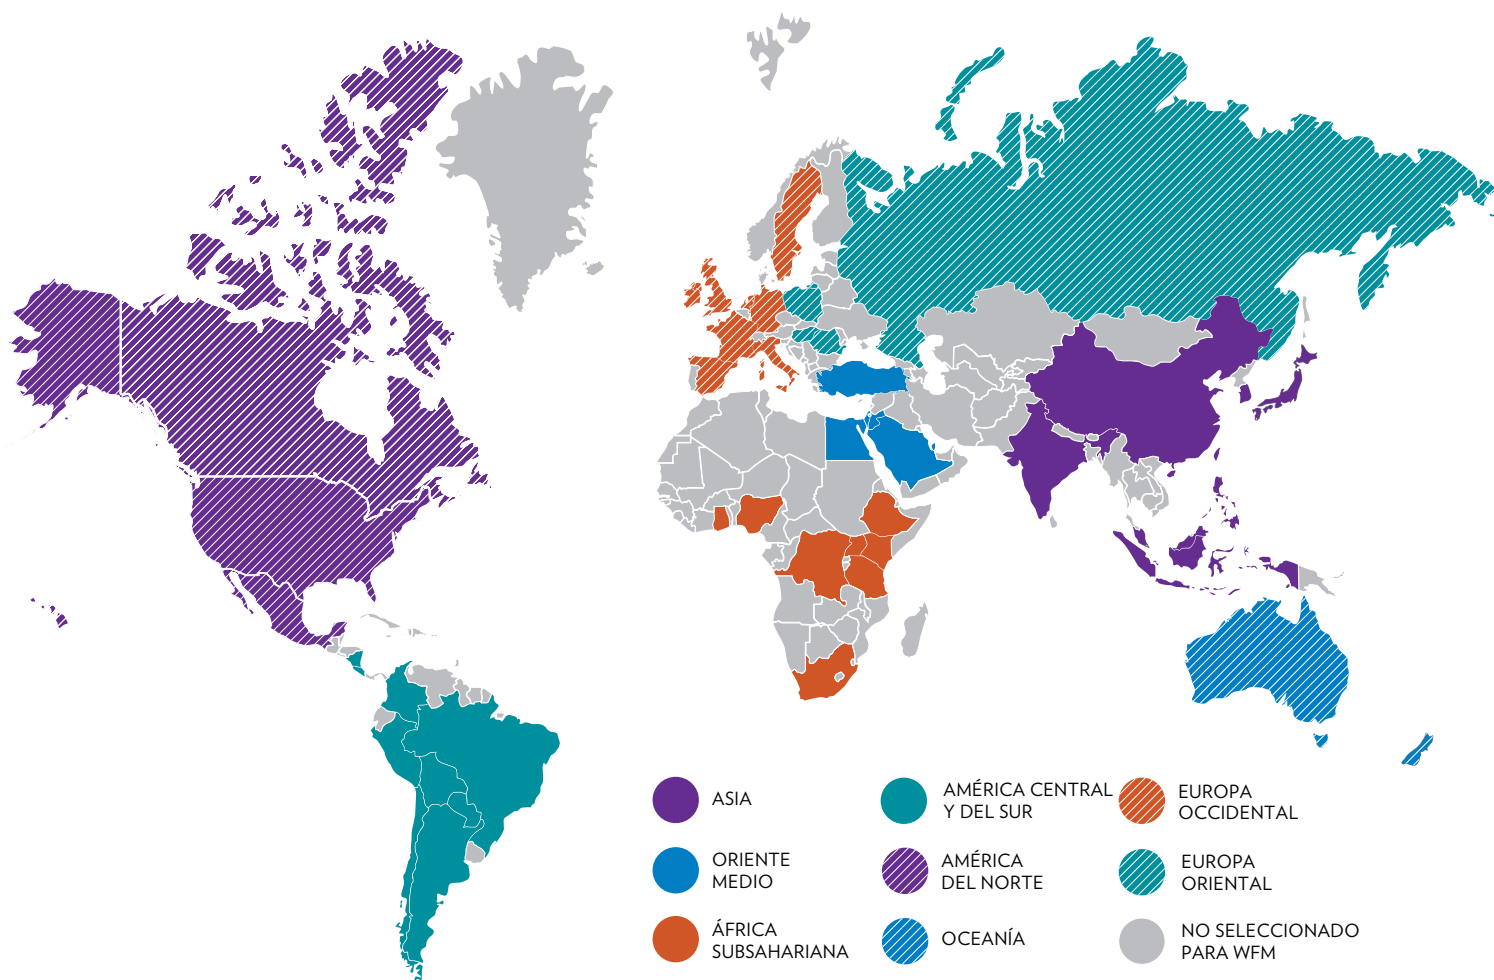 ASIA
ORIENTE
MEDIO
ÁFRICA
SUBSAHARIANA
AMÉRICA CENTRAL
Y DEL SUR
AMÉRICA
DEL NORTE
OCEANÍA
EUROPA
OCCIDENTAL
EUROPA
ORIENTAL
NO SELECCIONADO
PARA WFM